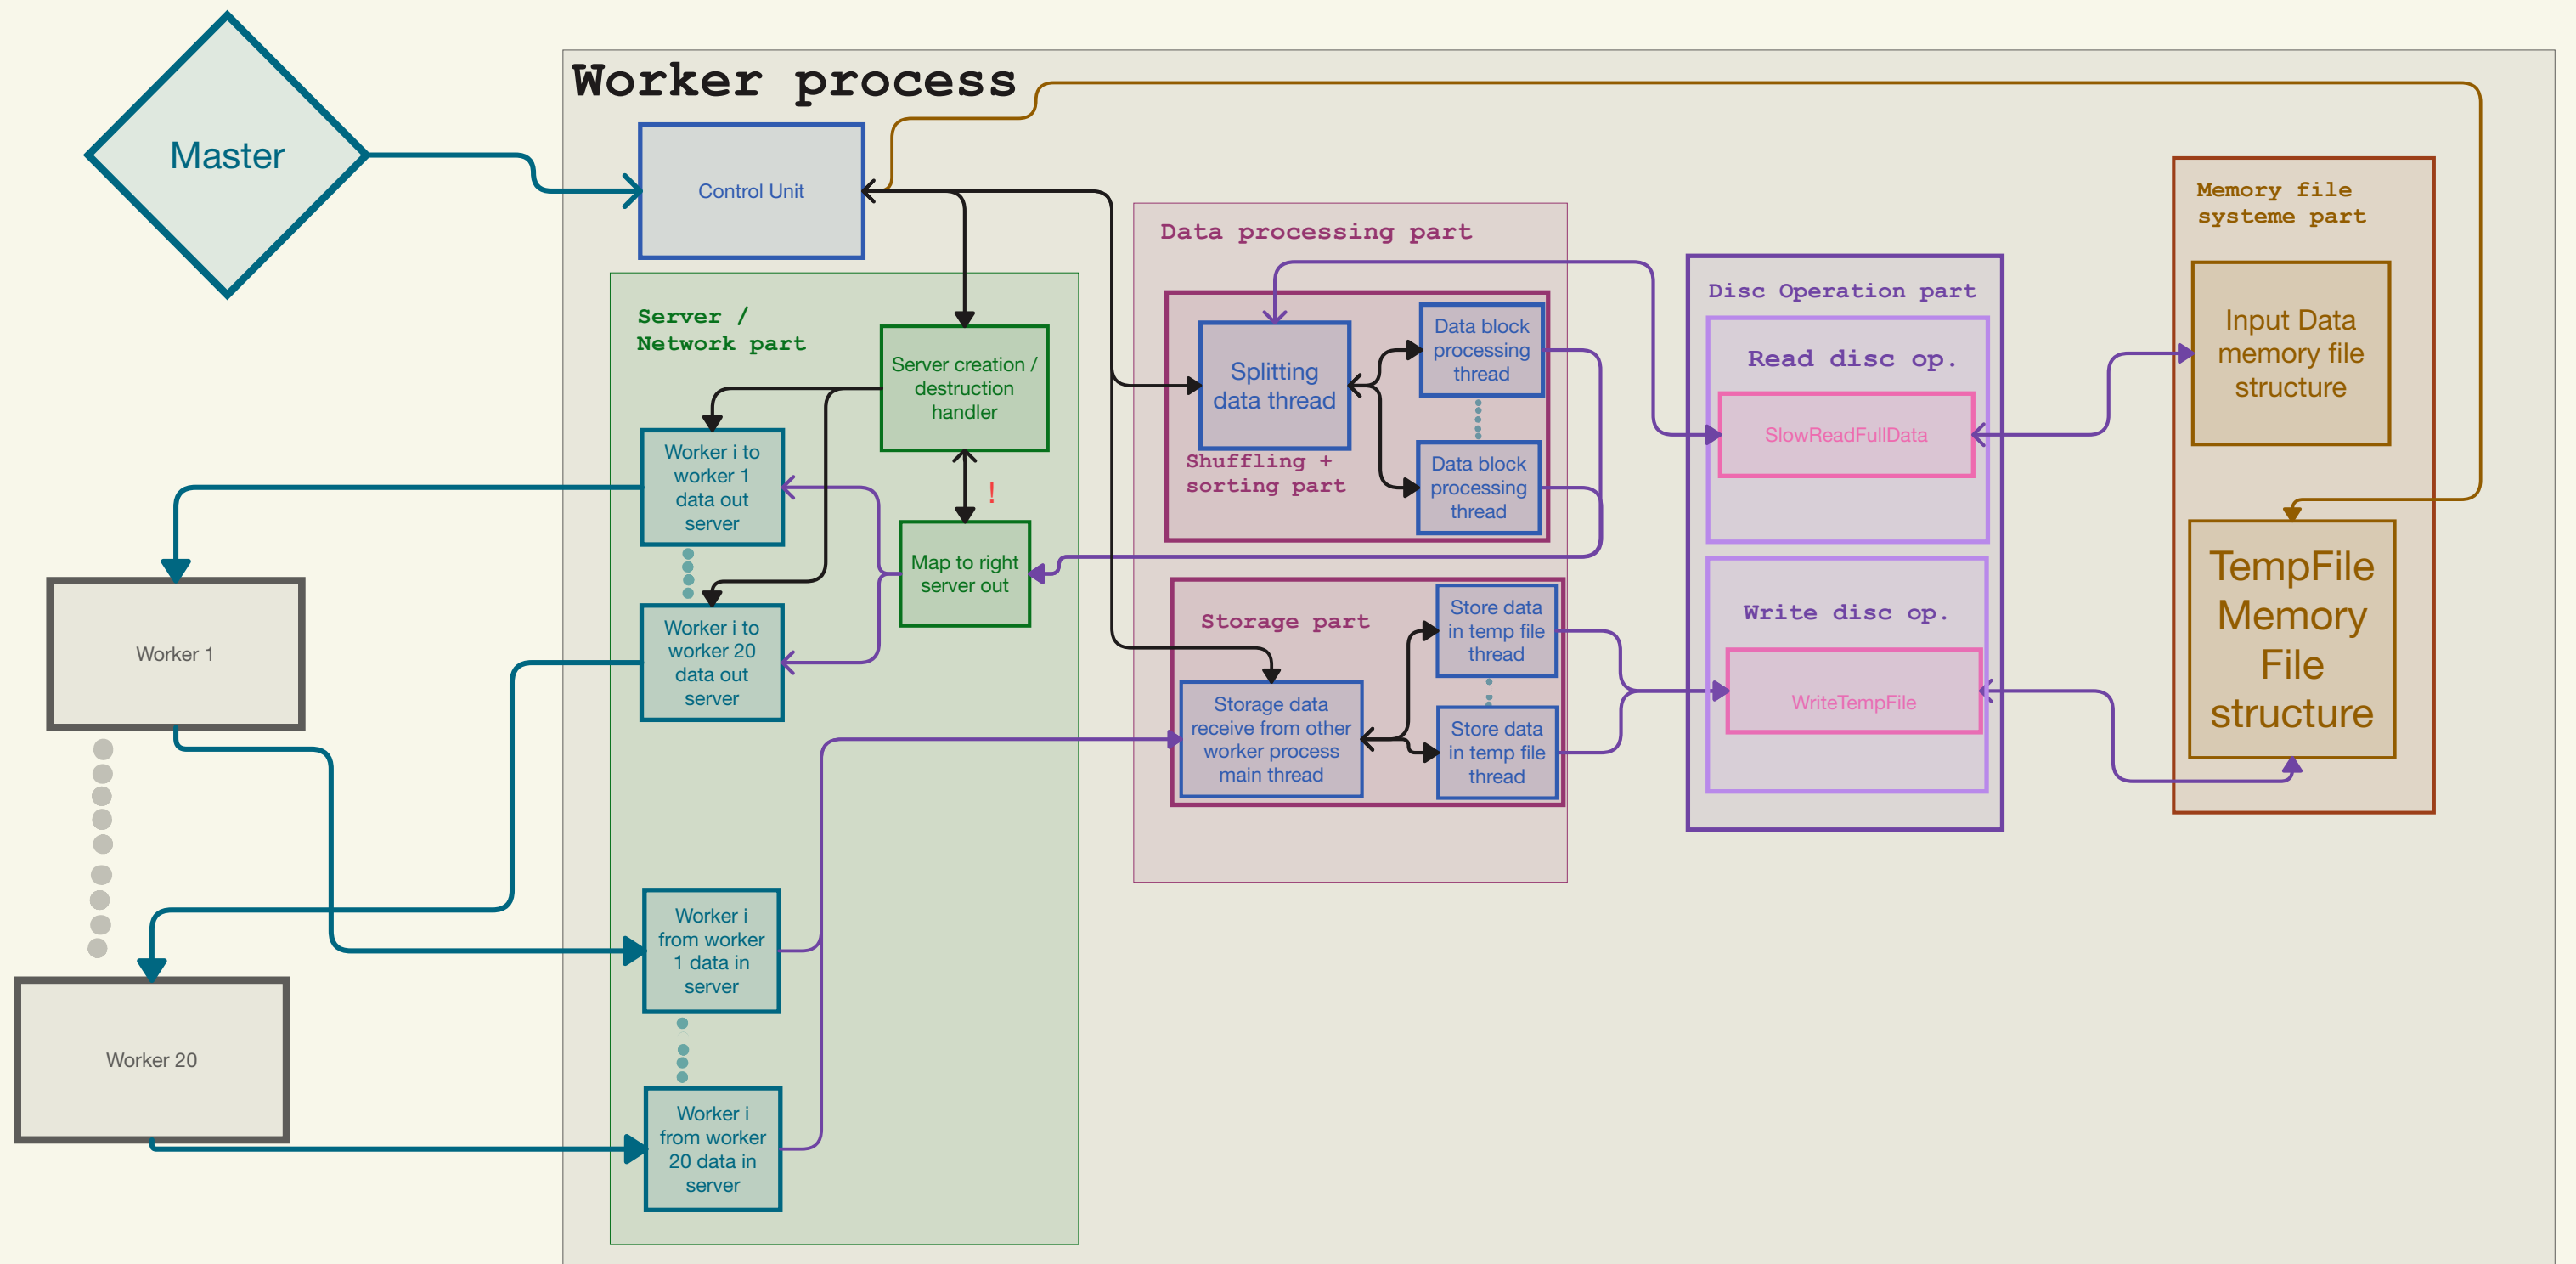 Worker process
Master
Control Unit
Server /
Network part
Server creation /
destruction
handler
Worker i to
worker 1
data out
server
!
Map to right
server out
Worker i to
worker 20
data out
server
Worker 1
Worker 20
Worker i
from worker
1 data in
server
Worker i
from worker
20 data in
server
Data processing part
Splitting
data thread
Data block
processing
thread
Shuffling +
sorting part
Data block
processing
thread
Storage part
Store data
in temp file
thread
Storage data
receive from other
worker process
main thread
Store data
in temp file
thread
Disc Operation part
Read disc op.
SlowReadFullData
Write disc op.
WriteTempFile
Memory file
systeme part
Input Data
memory file
structure
TempFile
Memory
File
structure